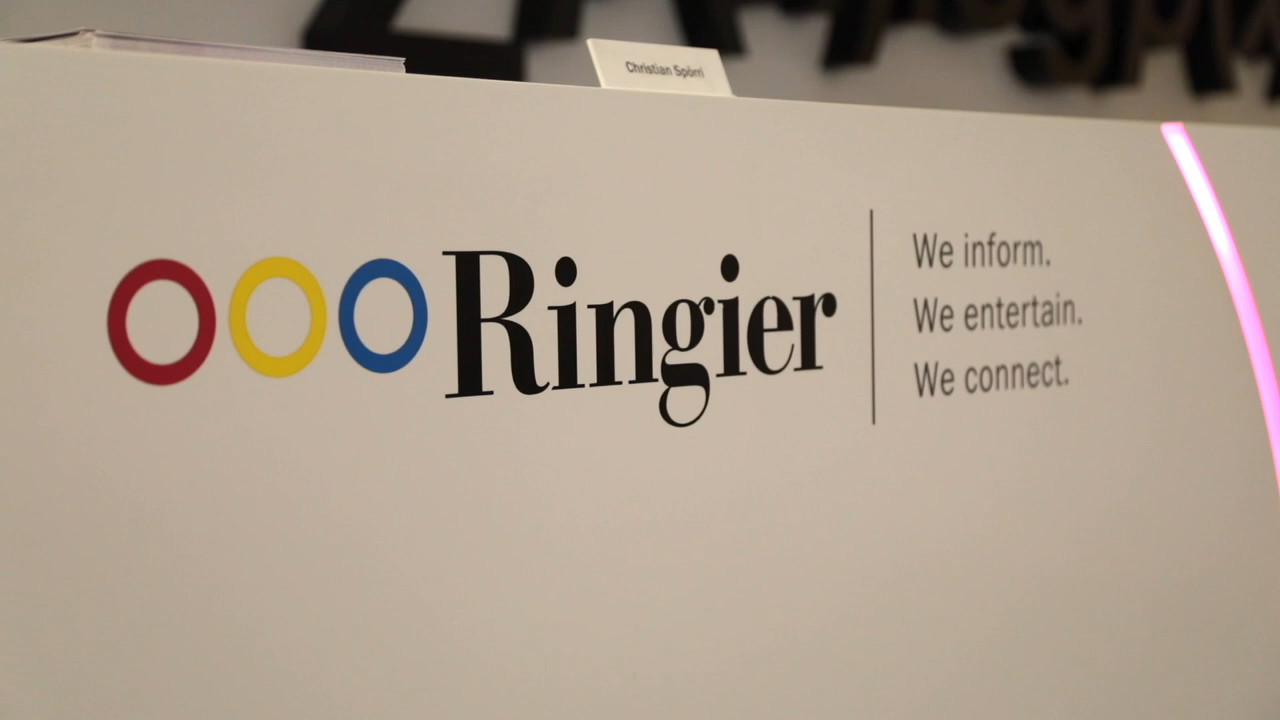 Christian Spörri
Ringier
We inform.
We entertain.
We connect.